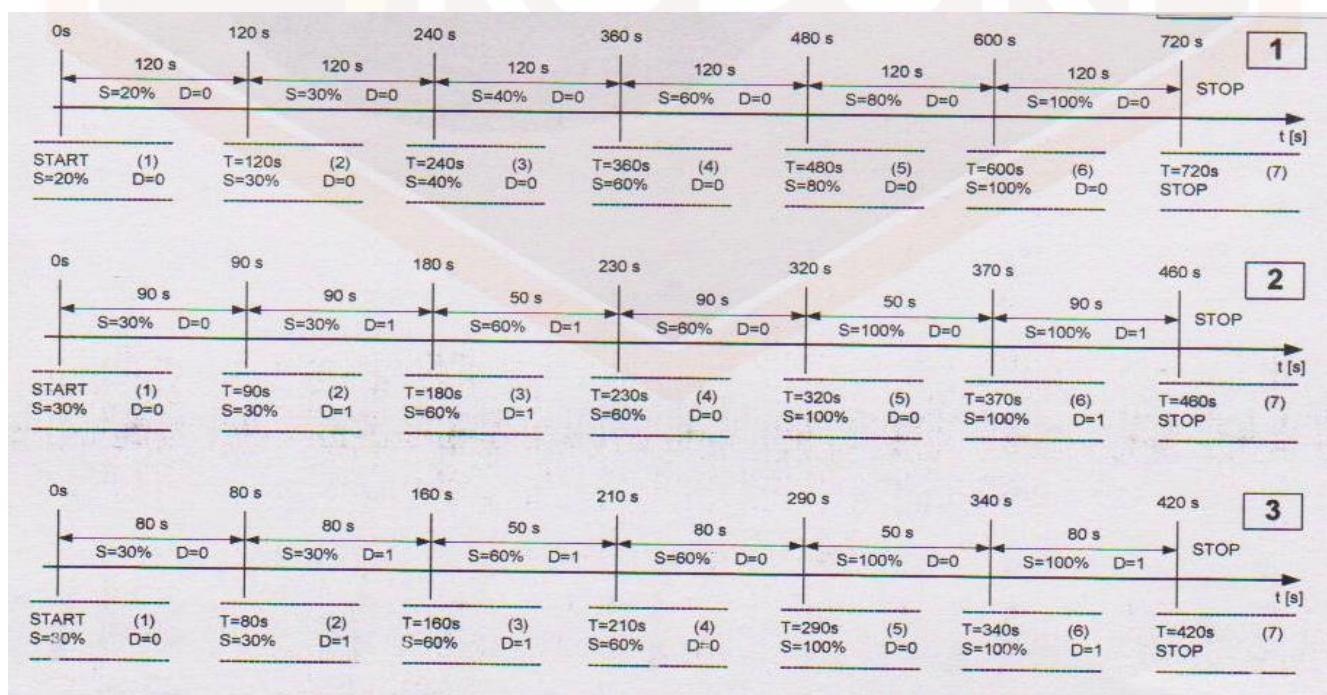 0s 120 s 240 s 360 s 480 s 600 s 720 s 1
120 s 120 s 120 s 120 s 120 s 120 s STOP
S=20% D=0 S=30% D=0 S=40% D=0 S=60% D=0 S=80% D=0 S=100% D=0
t [s]
START (1) T=120s (2) T=240s (3) T=360s (4) T=480s (5) T=600s (6) T=720s (7)
S=20% D=0 S=30% D=0 S=40% D=0 S=60% D=0 S=80% D=0 S=100% D=0 STOP
0s 90 s 180 s 230 s 320 s 370 s 460 s 2
90 s 90 s 50 s 90 s 50 s 90 s STOP
S=30% D=0 S=30% D=1 S=60% D=1 S=60% D=0 S=100% D=0 S=100% D=1
t [s]
START (1) T=90s (2) T=180s (3) T=230s (4) T=320s (5) T=370s (6) T=460s (7)
S=30% D=0 S=30% D=1 S=60% D=1 S=60% D=0 S=100% D=0 S=100% D=1 STOP
0s 80 s 160 s 210 s 290 s 340 s 420 s 3
80 s 80 s 50 s 80 s 50 s 80 s STOP
S=30% D=0 S=30% D=1 S=60% D=1 S=60% D=0 S=100% D=0 S=100% D=1
t [s]
START (1) T=80s (2) T=160s (3) T=210s (4) T=290s (5) T=340s (6) T=420s (7)
S=30% D=0 S=30% D=1 S=60% D=1 S=60% D=0 S=100% D=0 S=100% D=1 STOP